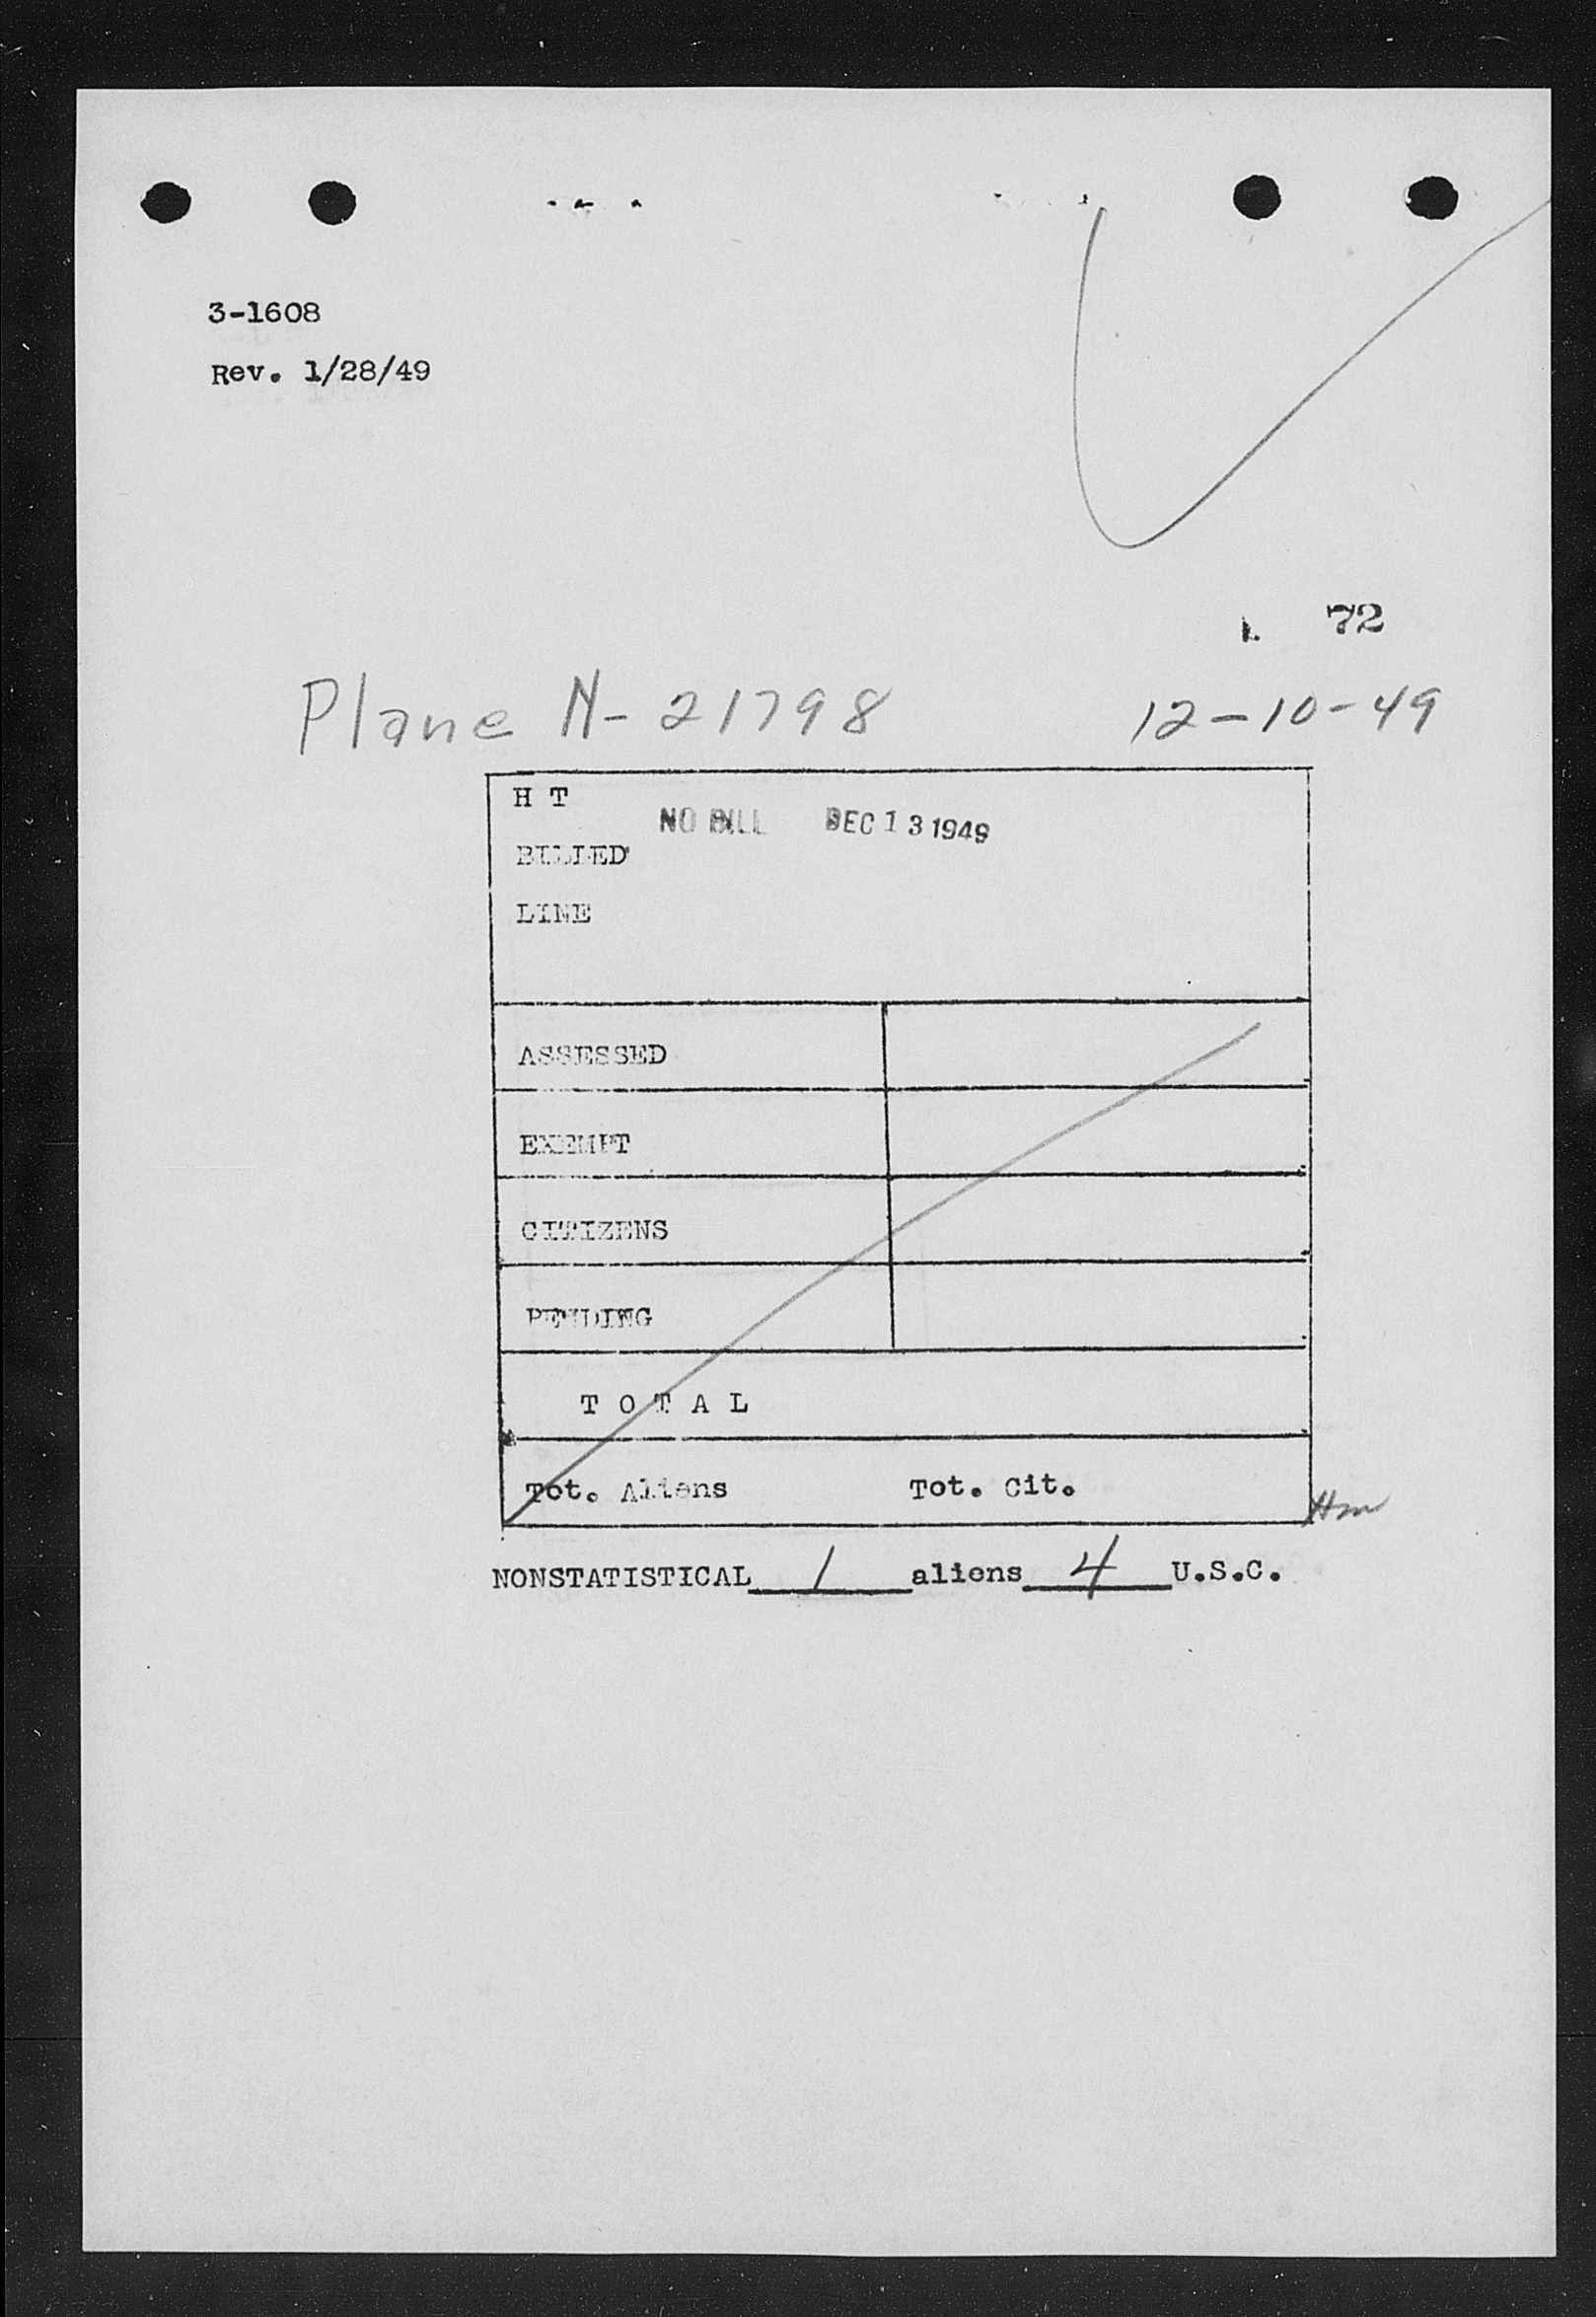 3-1608
Rev. 1/28/49
72
Plane N-21798 12-10-49
H T
NO BILL DEC 13 1949
BILLED
LINE
ASSESSED
EXEMPT
CITIZENS
PENDING
T O T A L
Tot. Aliens Tot. Cit.
NONSTATISTICAL 1 aliens 4 U.S.C.